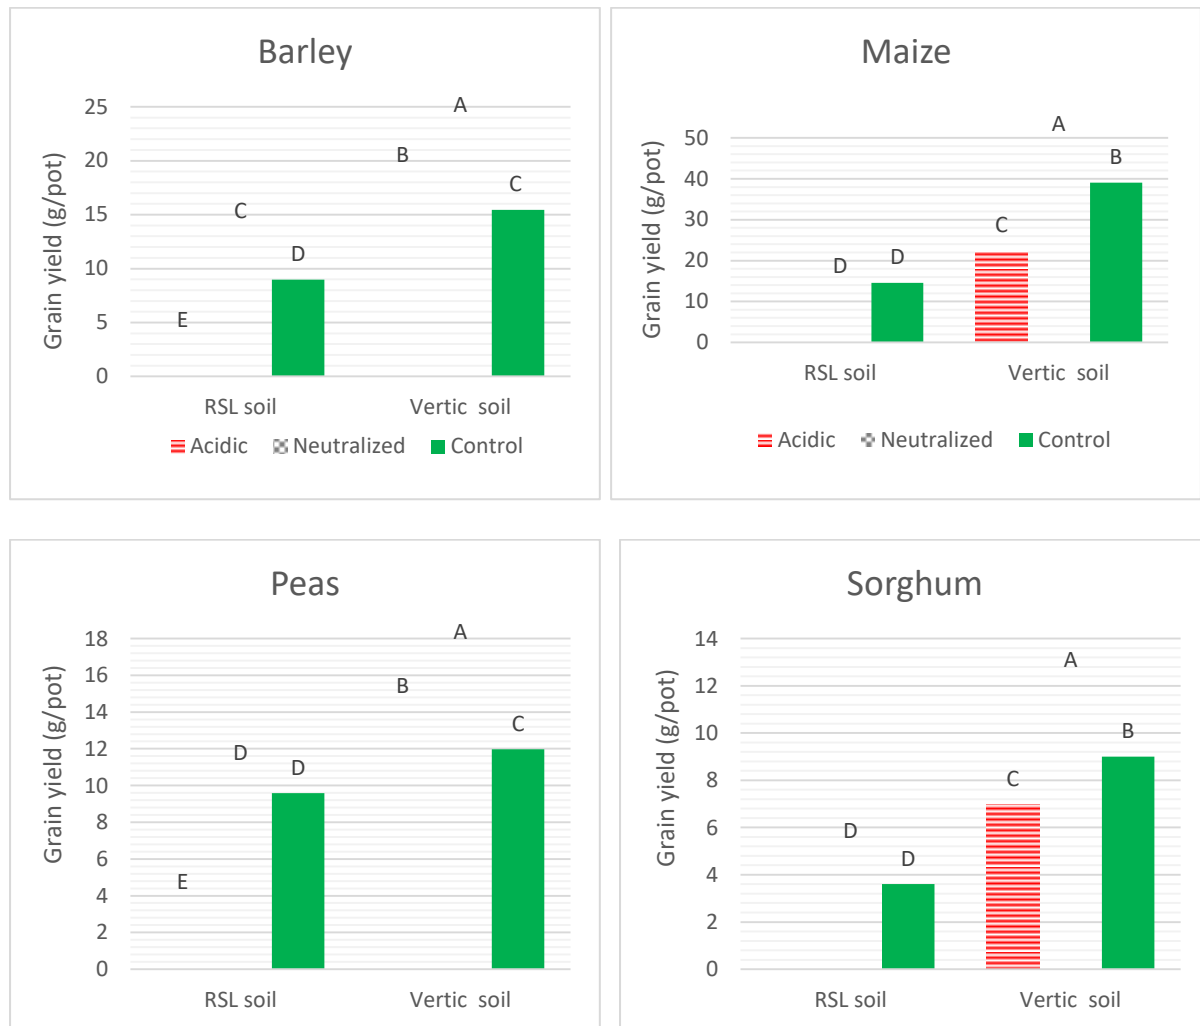 Barley
Grain yield (g/pot)
25
20
15
10
5
0
A
B
C
C
D
E
RSL soil
Vertic soil
Acidic
Neutralized
Control
Maize
Grain yield (g/pot)
50
40
30
20
10
0
A
B
C
D
D
RSL soil
Vertic soil
Acidic
Neutralized
Control
Peas
Grain yield (g/pot)
18
16
14
12
10
8
6
4
2
0
A
B
C
D
D
E
RSL soil
Vertic soil
Sorghum
Grain yield (g/pot)
14
12
10
8
6
4
2
0
A
B
C
D
D
RSL soil
Vertic soil